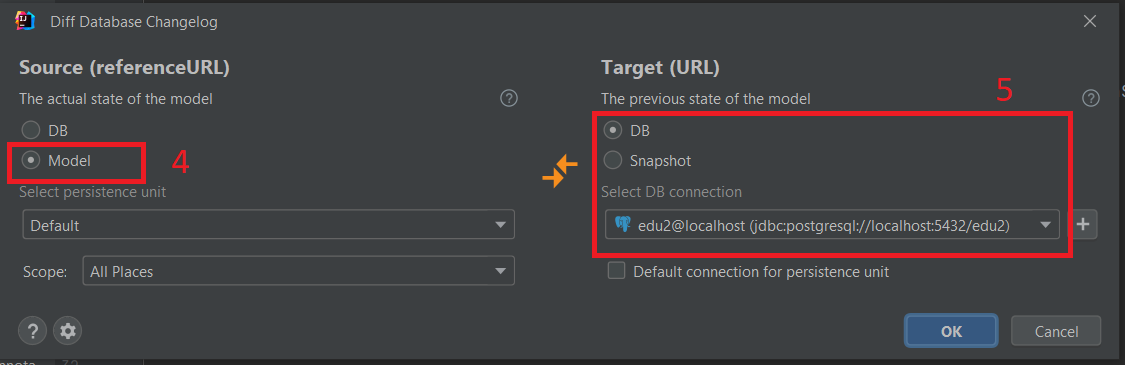 Diff Database Changelog
Source (referenceURL)
The actual state of the model
?
DB
Model
4
Select persistence unit
Default
Scope:
All Places
Target (URL)
5
The previous state of the model
?
DB
Snapshot
Select DB connection
edu2@localhost (jdbc:postgresql://localhost:5432/edu2)
+
Default connection for persistence unit
?
OK
Cancel